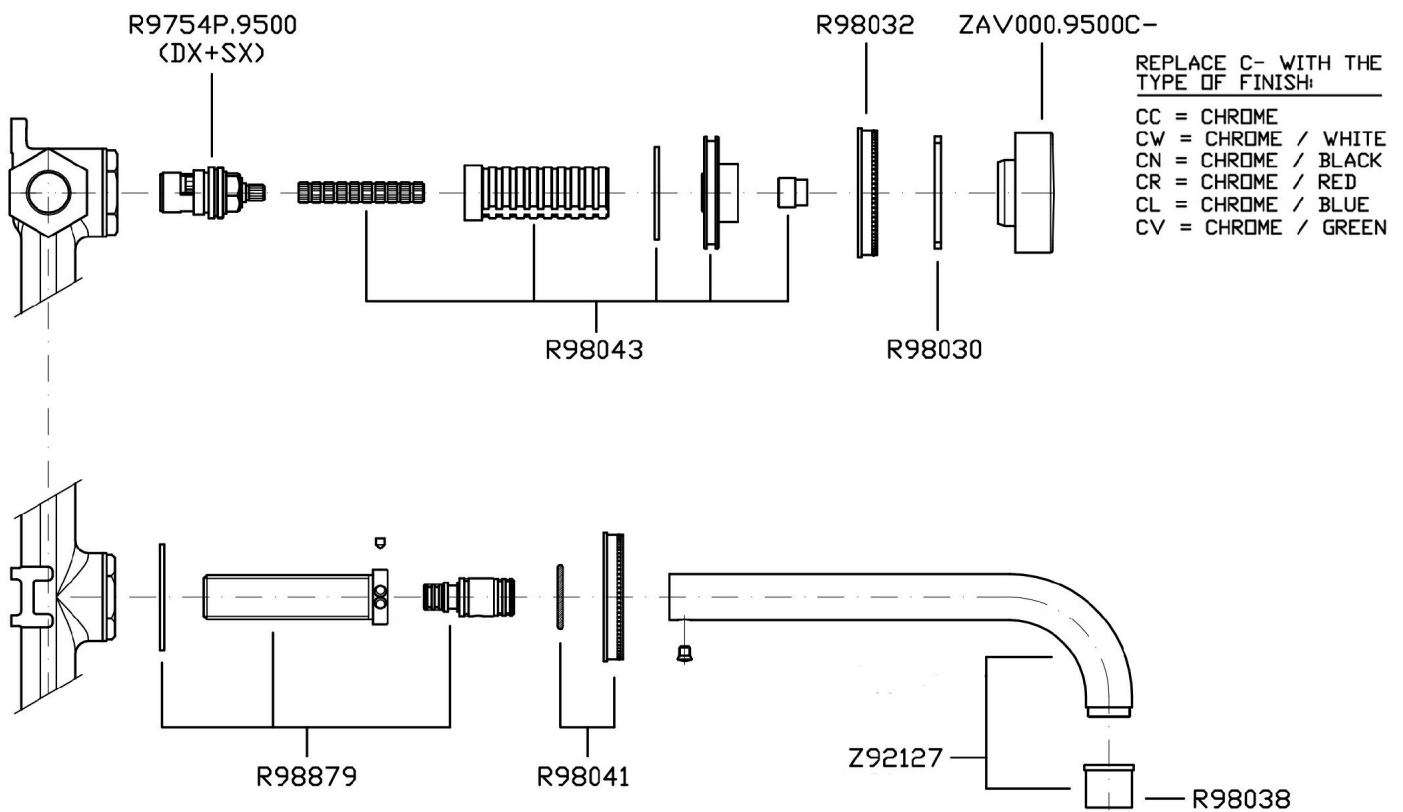 R9754P.9500
(DX+SX)
R98032
ZAV000.9500C-
REPLACE C- WITH THE
TYPE OF FINISH:
CC = CHROME
CW = CHROME / WHITE
CN = CHROME / BLACK
CR = CHROME / RED
CL = CHROME / BLUE
CV = CHROME / GREEN
R98043
R98030
R98879
R98041
Z92127
R98038